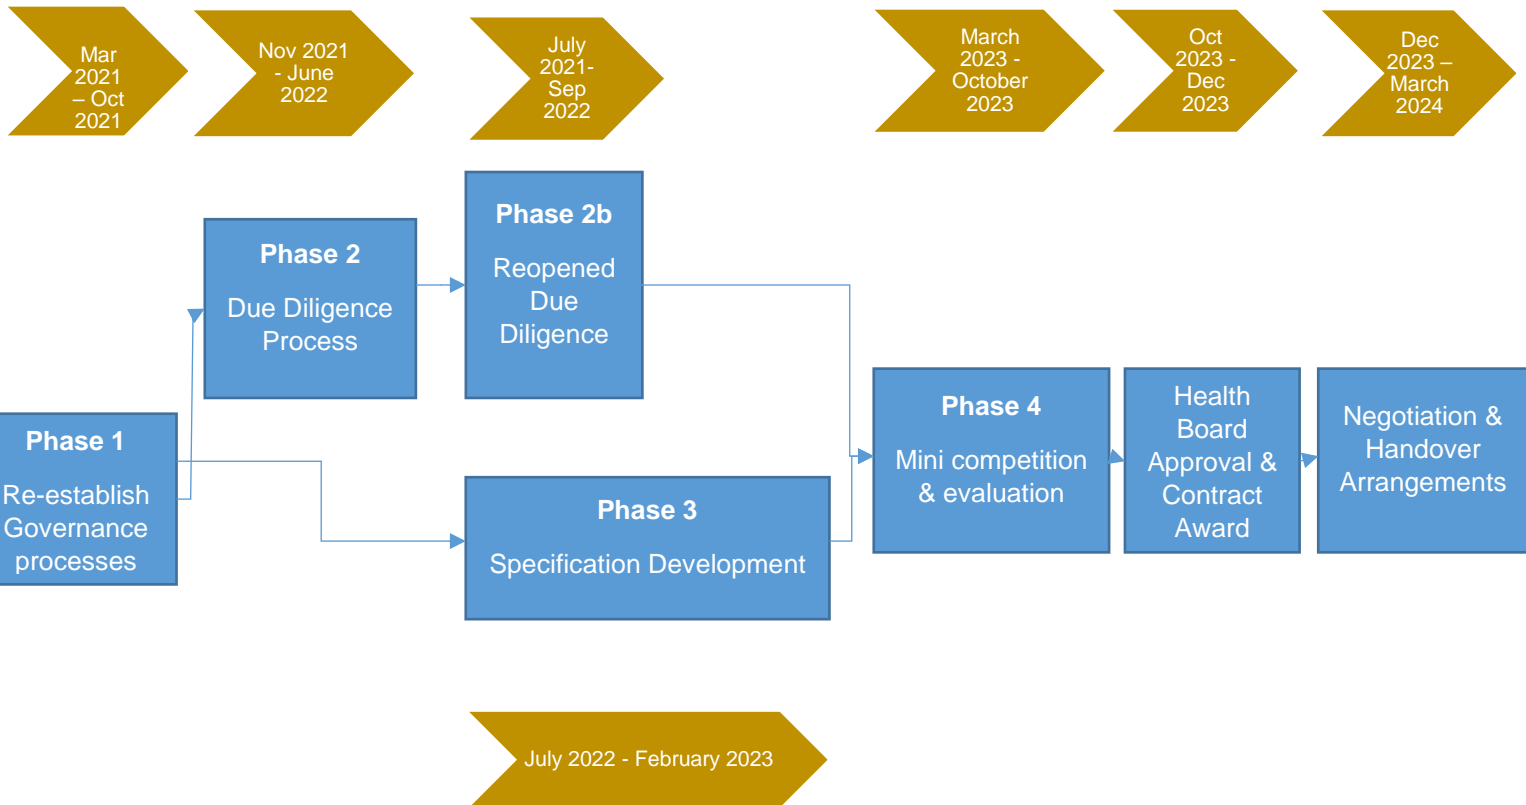 Mar
2021
– Oct
2021
Nov 2021
- June
2022
July
2021-
Sep
2022
March
2023 -
October
2023
Oct
2023 -
Dec
2023
Dec
2023 –
March
2024
Phase 1
Re-establish
Governance
processes
Phase 2
Due Diligence
Process
Phase 2b
Reopened
Due
Diligence
Phase 3
Specification Development
Phase 4
Mini competition
& evaluation
Health
Board
Approval &
Contract
Award
Negotiation &
Handover
Arrangements
July 2022 - February 2023